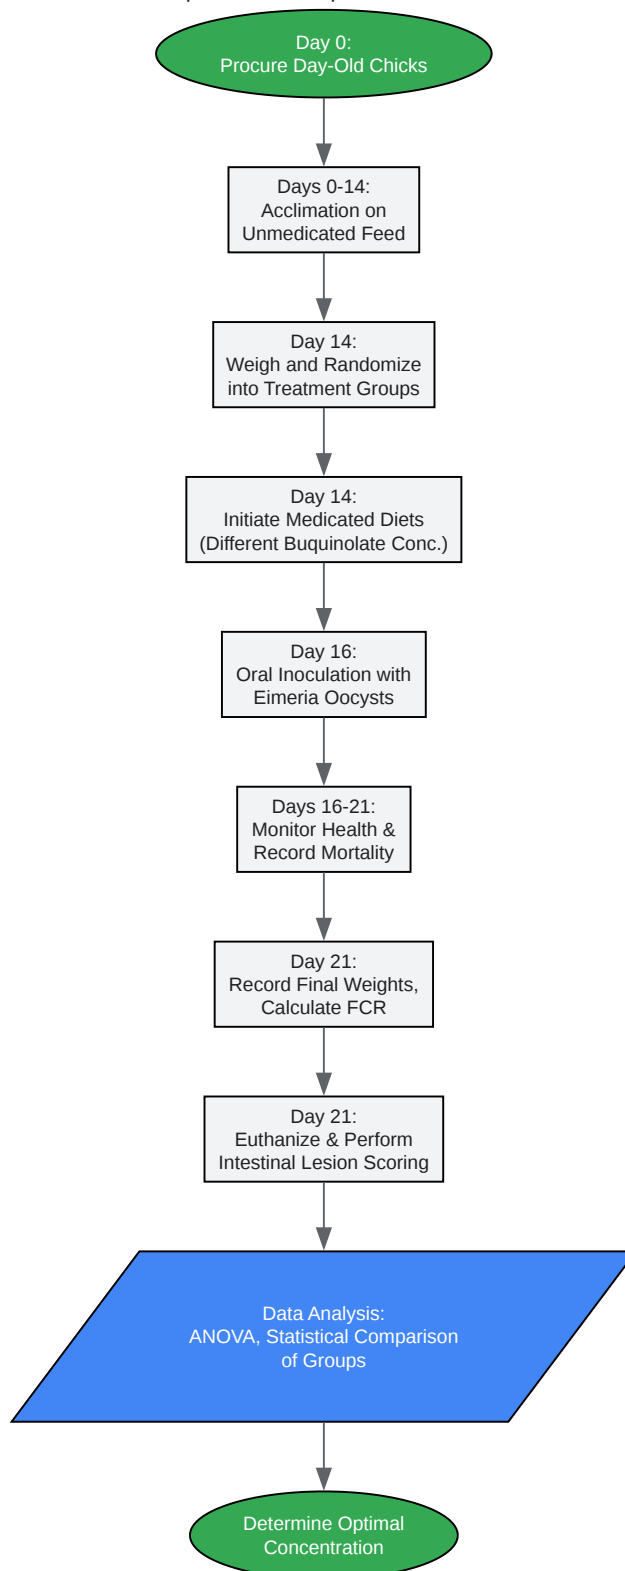 Day 0:
Procure Day-Old Chicks
Days 0-14:
Acclimation on
Unmedicated Feed
Day 14:
Weigh and Randomize
into Treatment Groups
Day 14:
Initiate Medicated Diets
(Different Buquinolate Conc.)
Day 16:
Oral Inoculation with
Eimeria Oocysts
Days 16-21:
Monitor Health &
Record Mortality
Day 21:
Record Final Weights,
Calculate FCR
Day 21:
Euthanize & Perform
Intestinal Lesion Scoring
Data Analysis:
ANOVA, Statistical Comparison
of Groups
Determine Optimal
Concentration